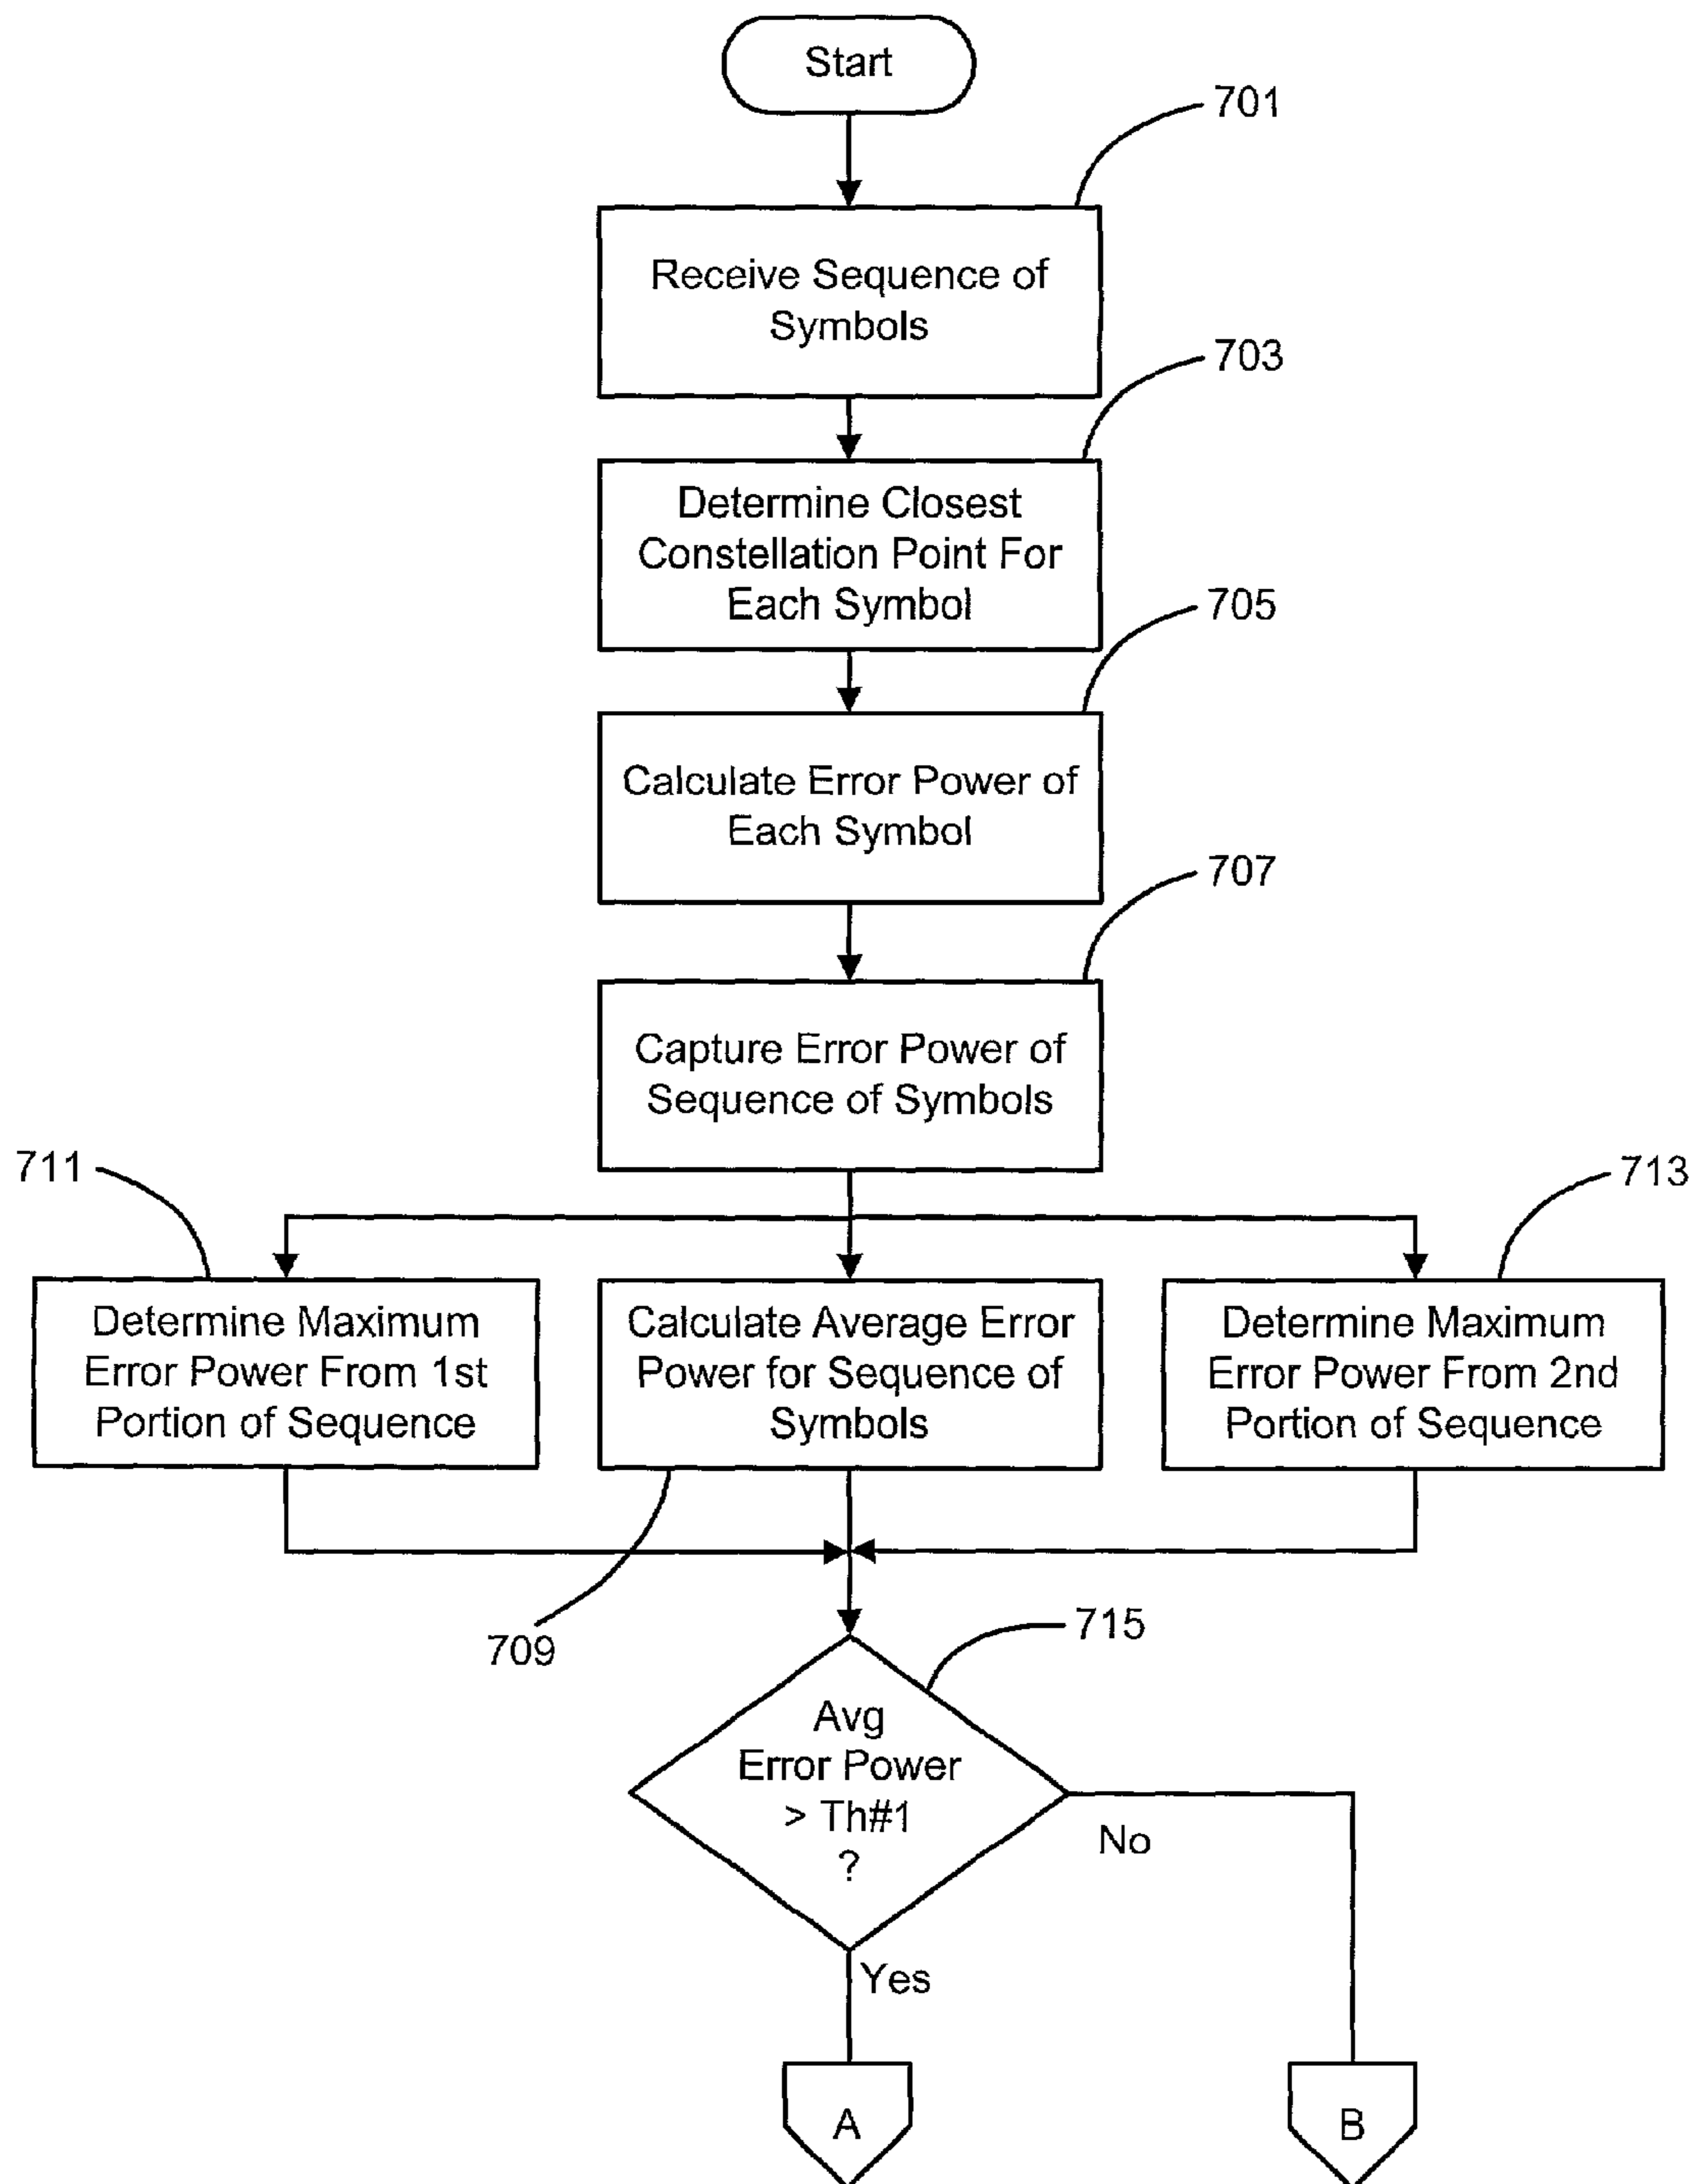 Start
701
Receive Sequence of
Symbols
703
Determine Closest
Constellation Point For
Each Symbol
705
Calculate Error Power of
Each Symbol
707
Capture Error Power of
Sequence of Symbols
711
713
Determine Maximum
Error Power From 1st
Portion of Sequence
Calculate Average Error
Power for Sequence of
Symbols
Determine Maximum
Error Power From 2nd
Portion of Sequence
709
715
Avg
Error Power
> Th#1
?
No
Yes
A
B